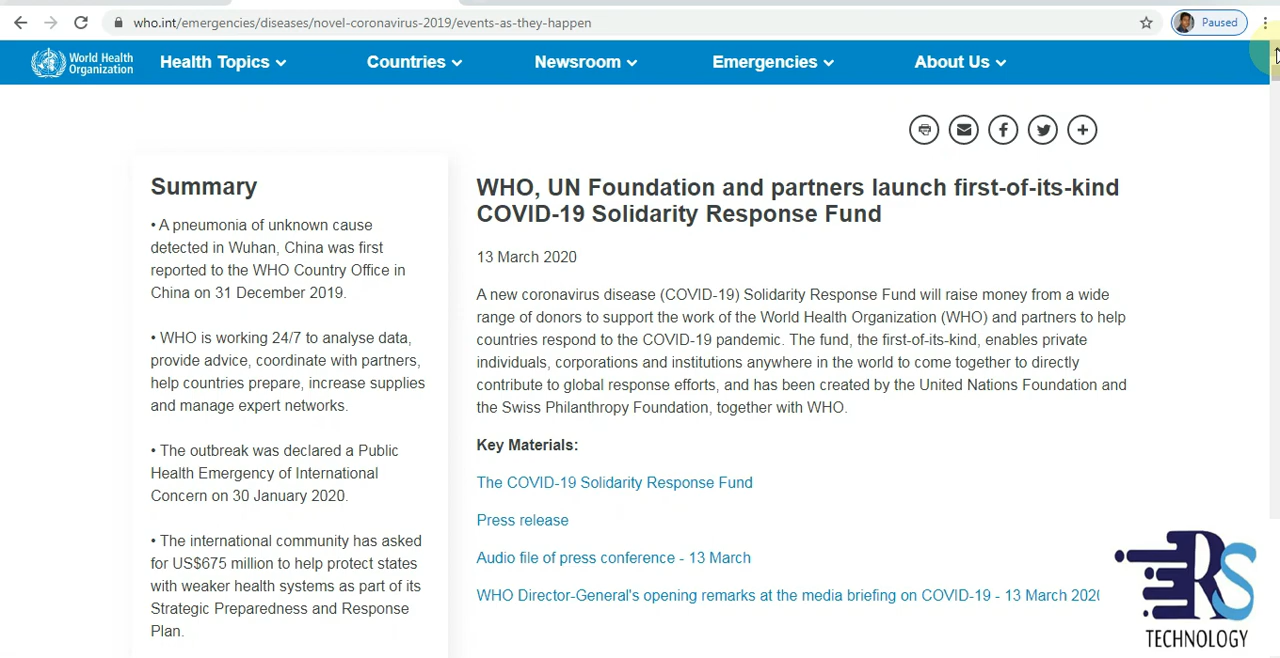 who.int/emergencies/diseases/novel-coronavirus-2019/events-as-they-happen
Paused
World Health
Organization
Health Topics
Countries
Newsroom
Emergencies
About Us
Summary
• A pneumonia of unknown cause
detected in Wuhan, China was first
reported to the WHO Country Office in
China on 31 December 2019.
• WHO is working 24/7 to analyse data,
provide advice, coordinate with partners,
help countries prepare, increase supplies
and manage expert networks.
• The outbreak was declared a Public
Health Emergency of International
Concern on 30 January 2020.
• The international community has asked
for US$675 million to help protect states
with weaker health systems as part of its
Strategic Preparedness and Response
Plan.
WHO, UN Foundation and partners launch first-of-its-kind
COVID-19 Solidarity Response Fund
13 March 2020
A new coronavirus disease (COVID-19) Solidarity Response Fund will raise money from a wide
range of donors to support the work of the World Health Organization (WHO) and partners to help
countries respond to the COVID-19 pandemic. The fund, the first-of-its-kind, enables private
individuals, corporations and institutions anywhere in the world to come together to directly
contribute to global response efforts, and has been created by the United Nations Foundation and
the Swiss Philanthropy Foundation, together with WHO.
Key Materials:
The COVID-19 Solidarity Response Fund
Press release
Audio file of press conference - 13 March
WHO Director-General's opening remarks at the media briefing on COVID-19 - 13 March 2020
RS
TECHNOLOGY